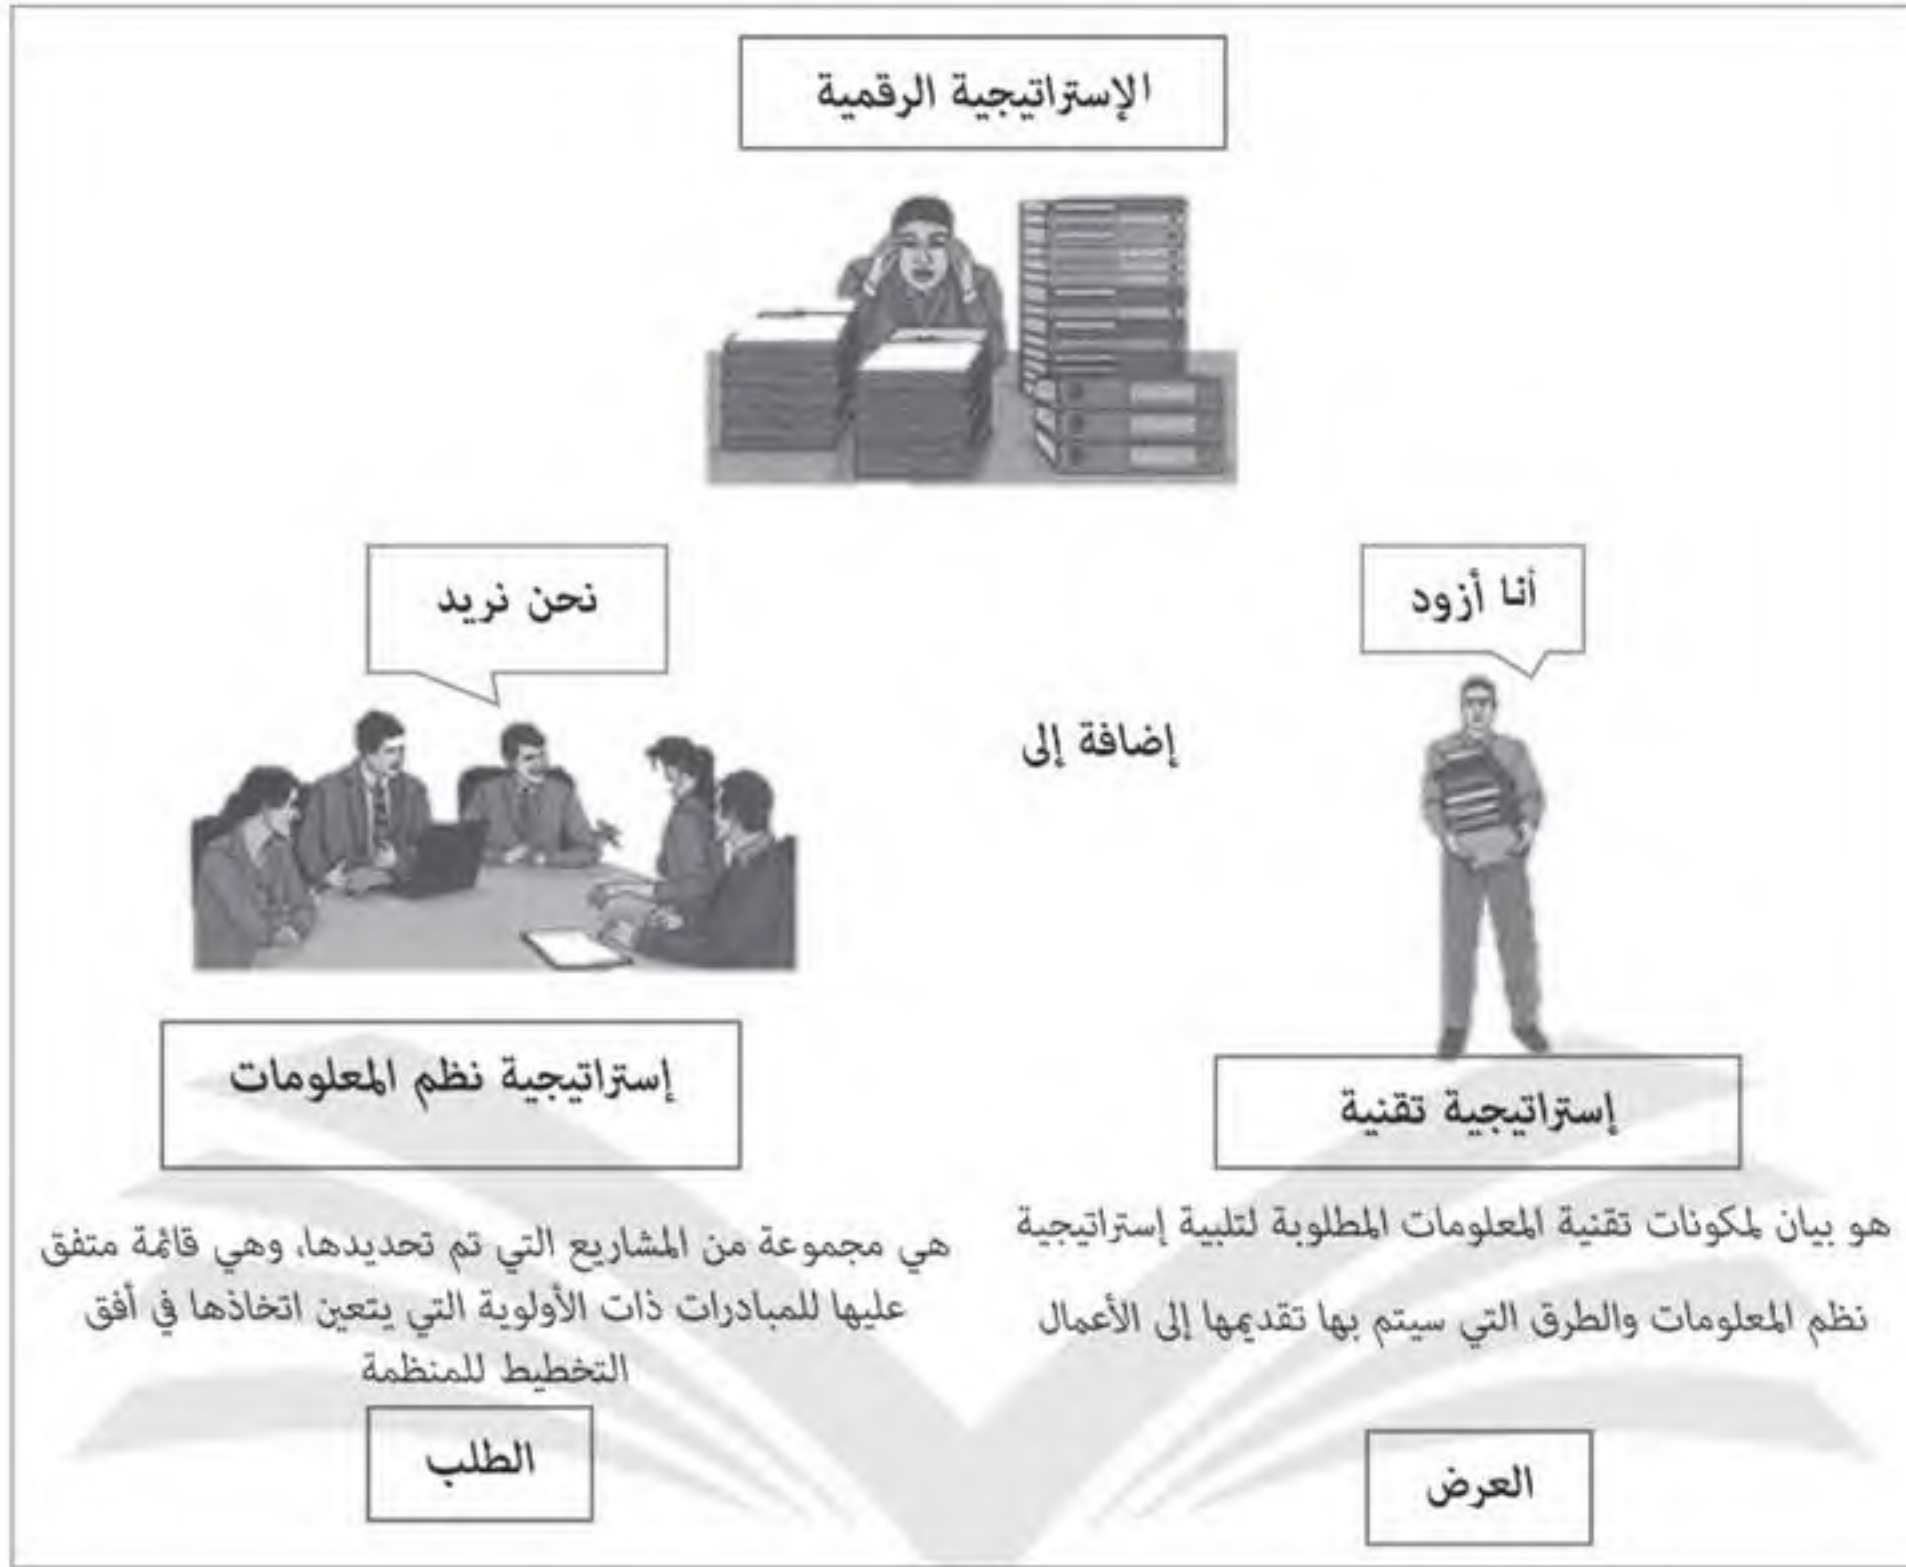 الإستراتيجية الرقمية
أنا أزود
نحن نريد
إضافة إلى
إستراتيجية تقنية
هو بيان لمكونات تقنية المعلومات المطلوبة لتلبية إستراتيجية
نظم المعلومات والطرق التي سيتم بها تقديمها إلى الأعمال
العرض
إستراتيجية نظم المعلومات
هي مجموعة من المشاريع التي تم تحديدها، وهي قائمة متفق
عليها للمبادرات ذات الأولوية التي يتعين اتخاذها في أفق
التخطيط للمنظمة
الطلب